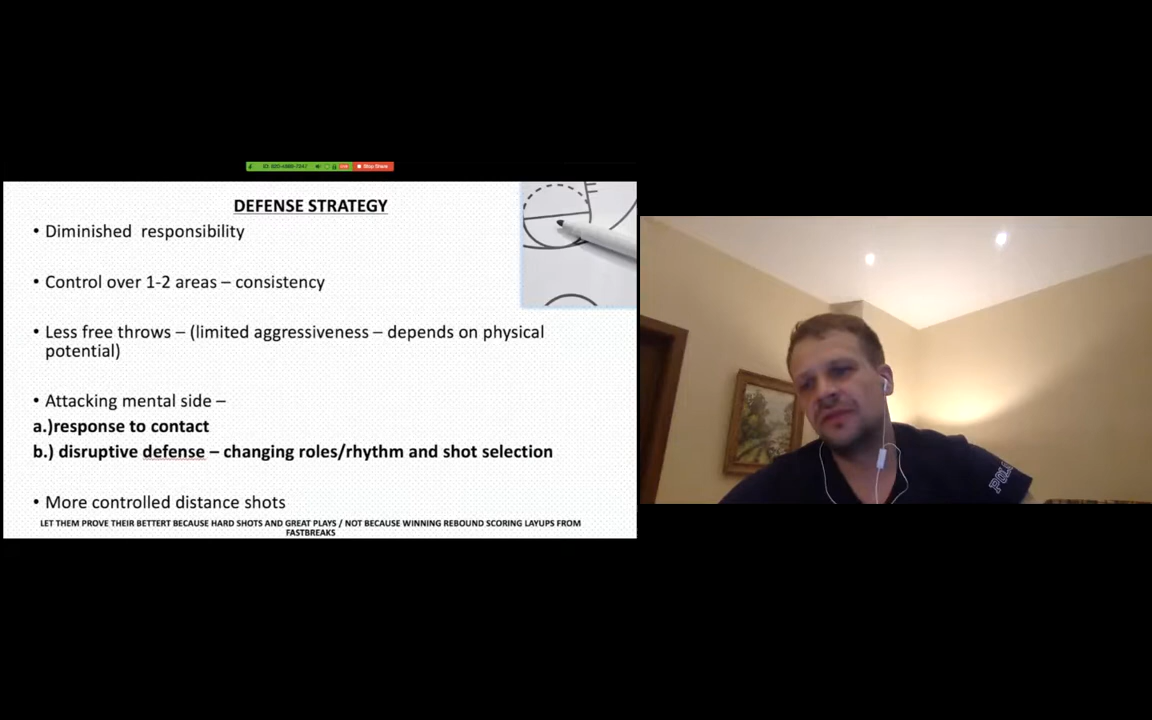 Stop Share
DEFENSE STRATEGY
• Diminished responsibility
• Control over 1-2 areas – consistency
• Less free throws – (limited aggressiveness – depends on physical
potential)
• Attacking mental side –
a.)response to contact
b.) disruptive defense – changing roles/rhythm and shot selection
• More controlled distance shots
LET THEM PROVE THEIR BETTERT BECAUSE HARD SHOTS AND GREAT PLAYS / NOT BECAUSE WINNING REBOUND SCORING LAYUPS FROM
FASTBREAKS